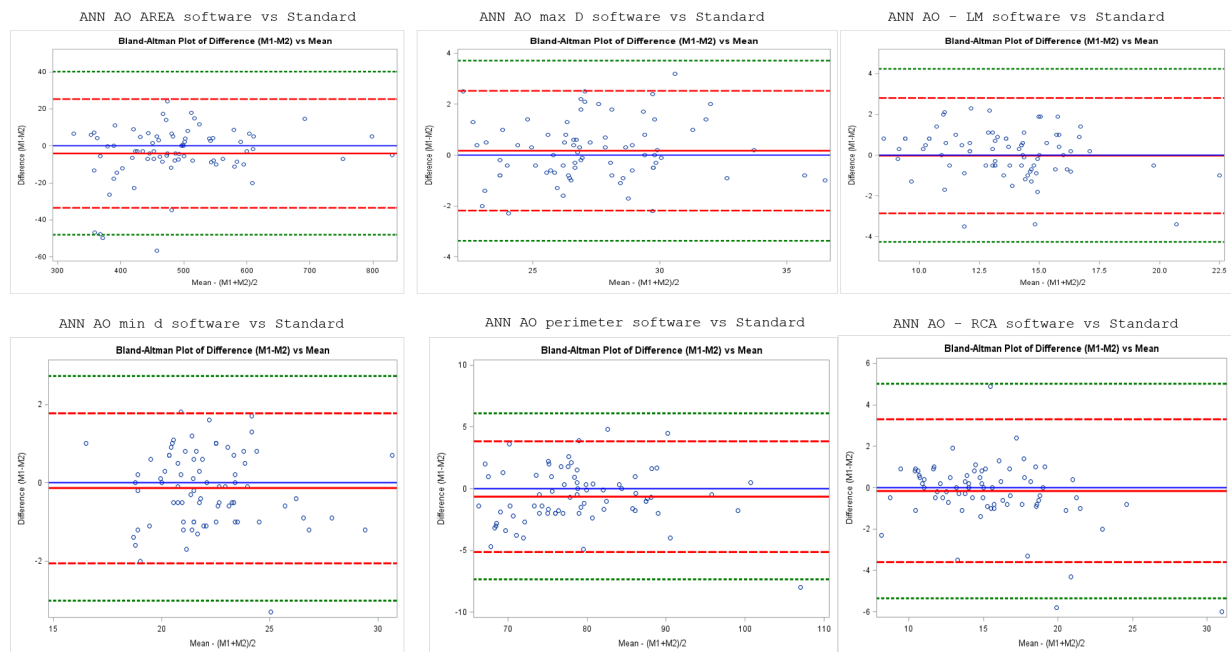 ANN AO AREA software vs Standard
Bland-Altman Plot of Difference (M1-M2) vs Mean
Difference (M1-M2)
40
20
0
-20
-40
-60
300 400 500 600 700 800
Mean - (M1+M2)/2
ANN AO max D software vs Standard
Bland-Altman Plot of Difference (M1-M2) vs Mean
Difference (M1-M2)
4
2
0
-2
-4
25 30 35
Mean - (M1+M2)/2
ANN AO - LM software vs Standard
Bland-Altman Plot of Difference (M1-M2) vs Mean
Difference (M1-M2)
4
2
0
-2
-4
10.0 12.5 15.0 17.5 20.0 22.5
Mean - (M1+M2)/2
ANN AO min d software vs Standard
Bland-Altman Plot of Difference (M1-M2) vs Mean
Difference (M1-M2)
2
0
-2
15 20 25 30
Mean - (M1+M2)/2
ANN AO perimeter software vs Standard
Bland-Altman Plot of Difference (M1-M2) vs Mean
Difference (M1-M2)
10
5
0
-5
-10
70 80 90 100 110
Mean - (M1+M2)/2
ANN AO - RCA software vs Standard
Bland-Altman Plot of Difference (M1-M2) vs Mean
Difference (M1-M2)
6
4
2
0
-2
-4
-6
10 15 20 25 30
Mean - (M1+M2)/2